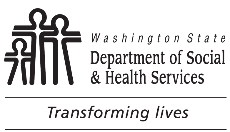 Washington State
Department of Social
& Health Services
Transforming lives